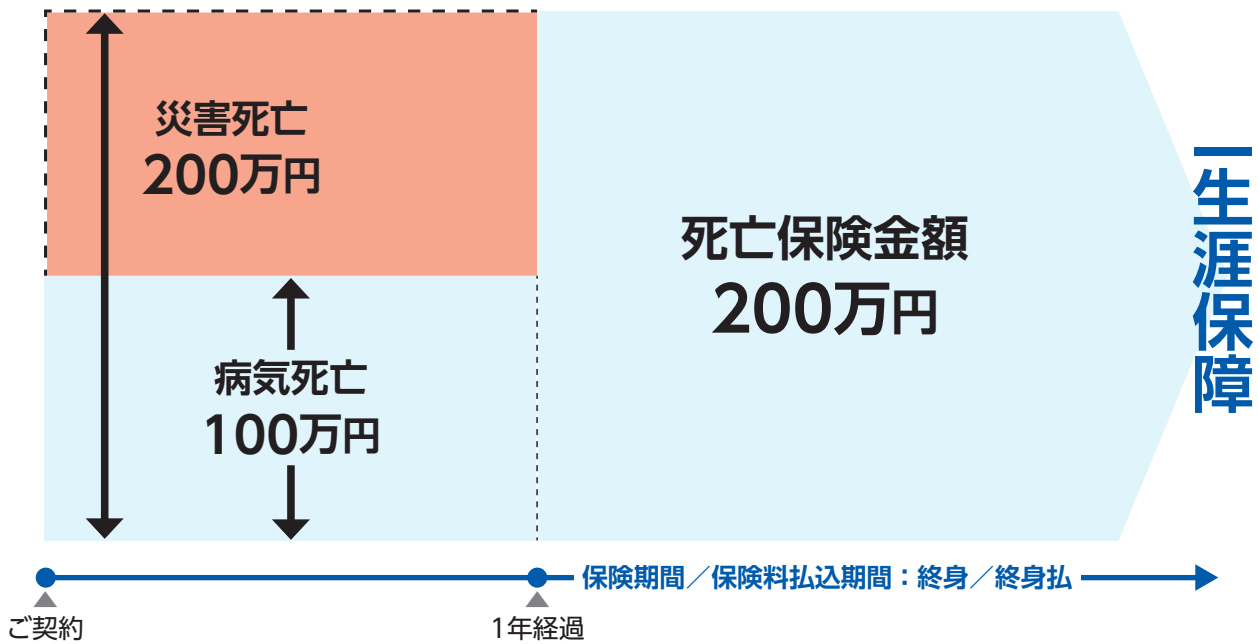 災害死亡
200万円
病気死亡
100万円
死亡保険金額
200万円
一生涯保障
保険期間／保険料払込期間：終身／終身払
ご契約
1年経過